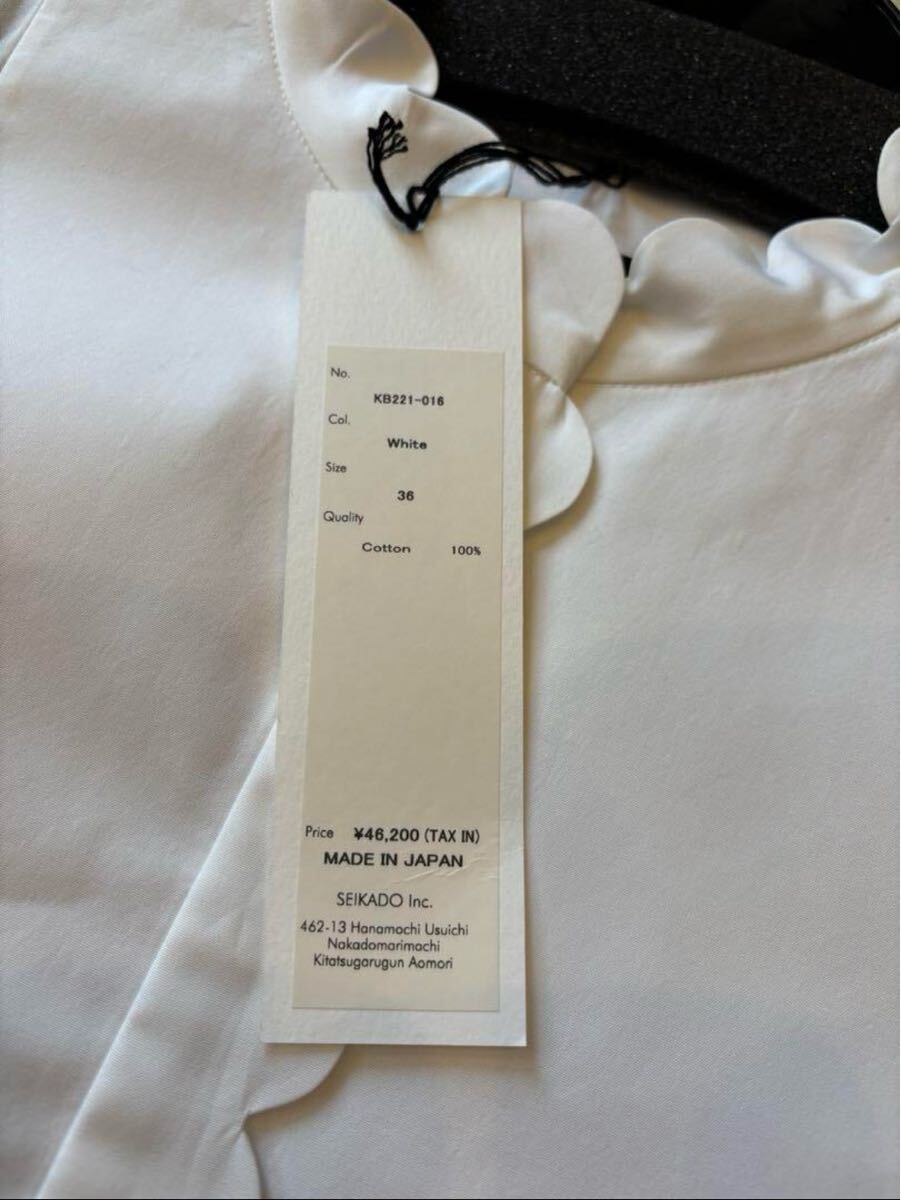 No.
KB221-016
Col.
White
Size
36
Quality
Cotton 100%
Price ¥46,200 (TAX IN)
MADE IN JAPAN
SEIKADO Inc.
462-13 Hanamachi Usuichi
Nakadomarimachi
Kitatsugarugun Aomori